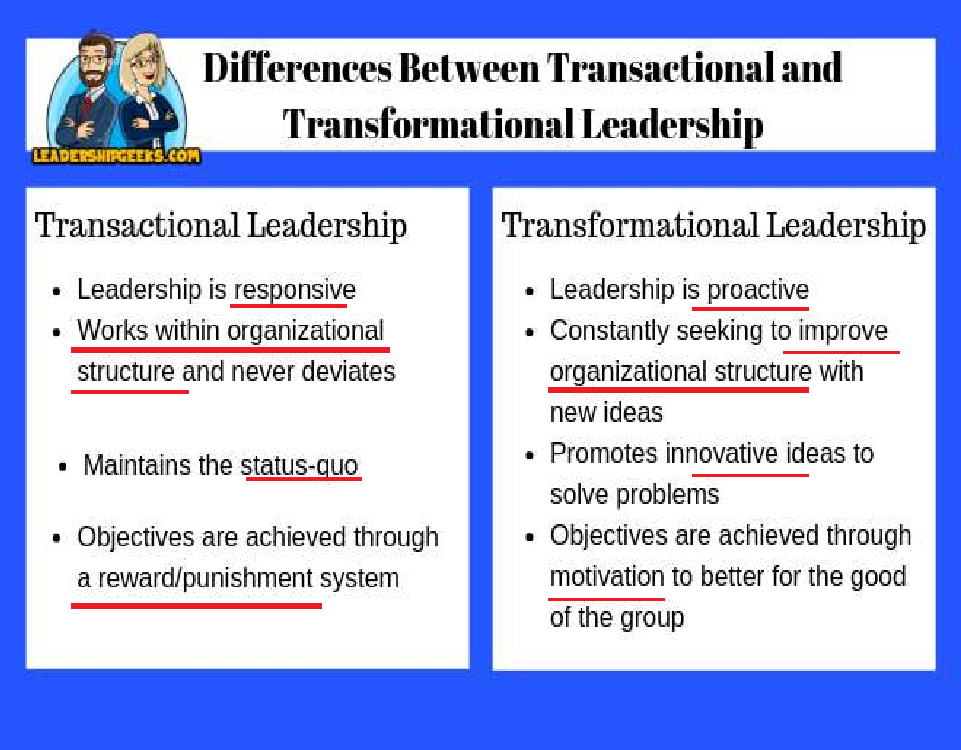 Differences Between Transactional and
Transformational Leadership
LEADERSHIPGEEKS.COM
Transactional Leadership
• Leadership is responsive
• Works within organizational
structure and never deviates
• Maintains the status-quo
• Objectives are achieved through
a reward/punishment system
Transformational Leadership
• Leadership is proactive
• Constantly seeking to improve
organizational structure with
new ideas
• Promotes innovative ideas to
solve problems
• Objectives are achieved through
motivation to better for the good
of the group